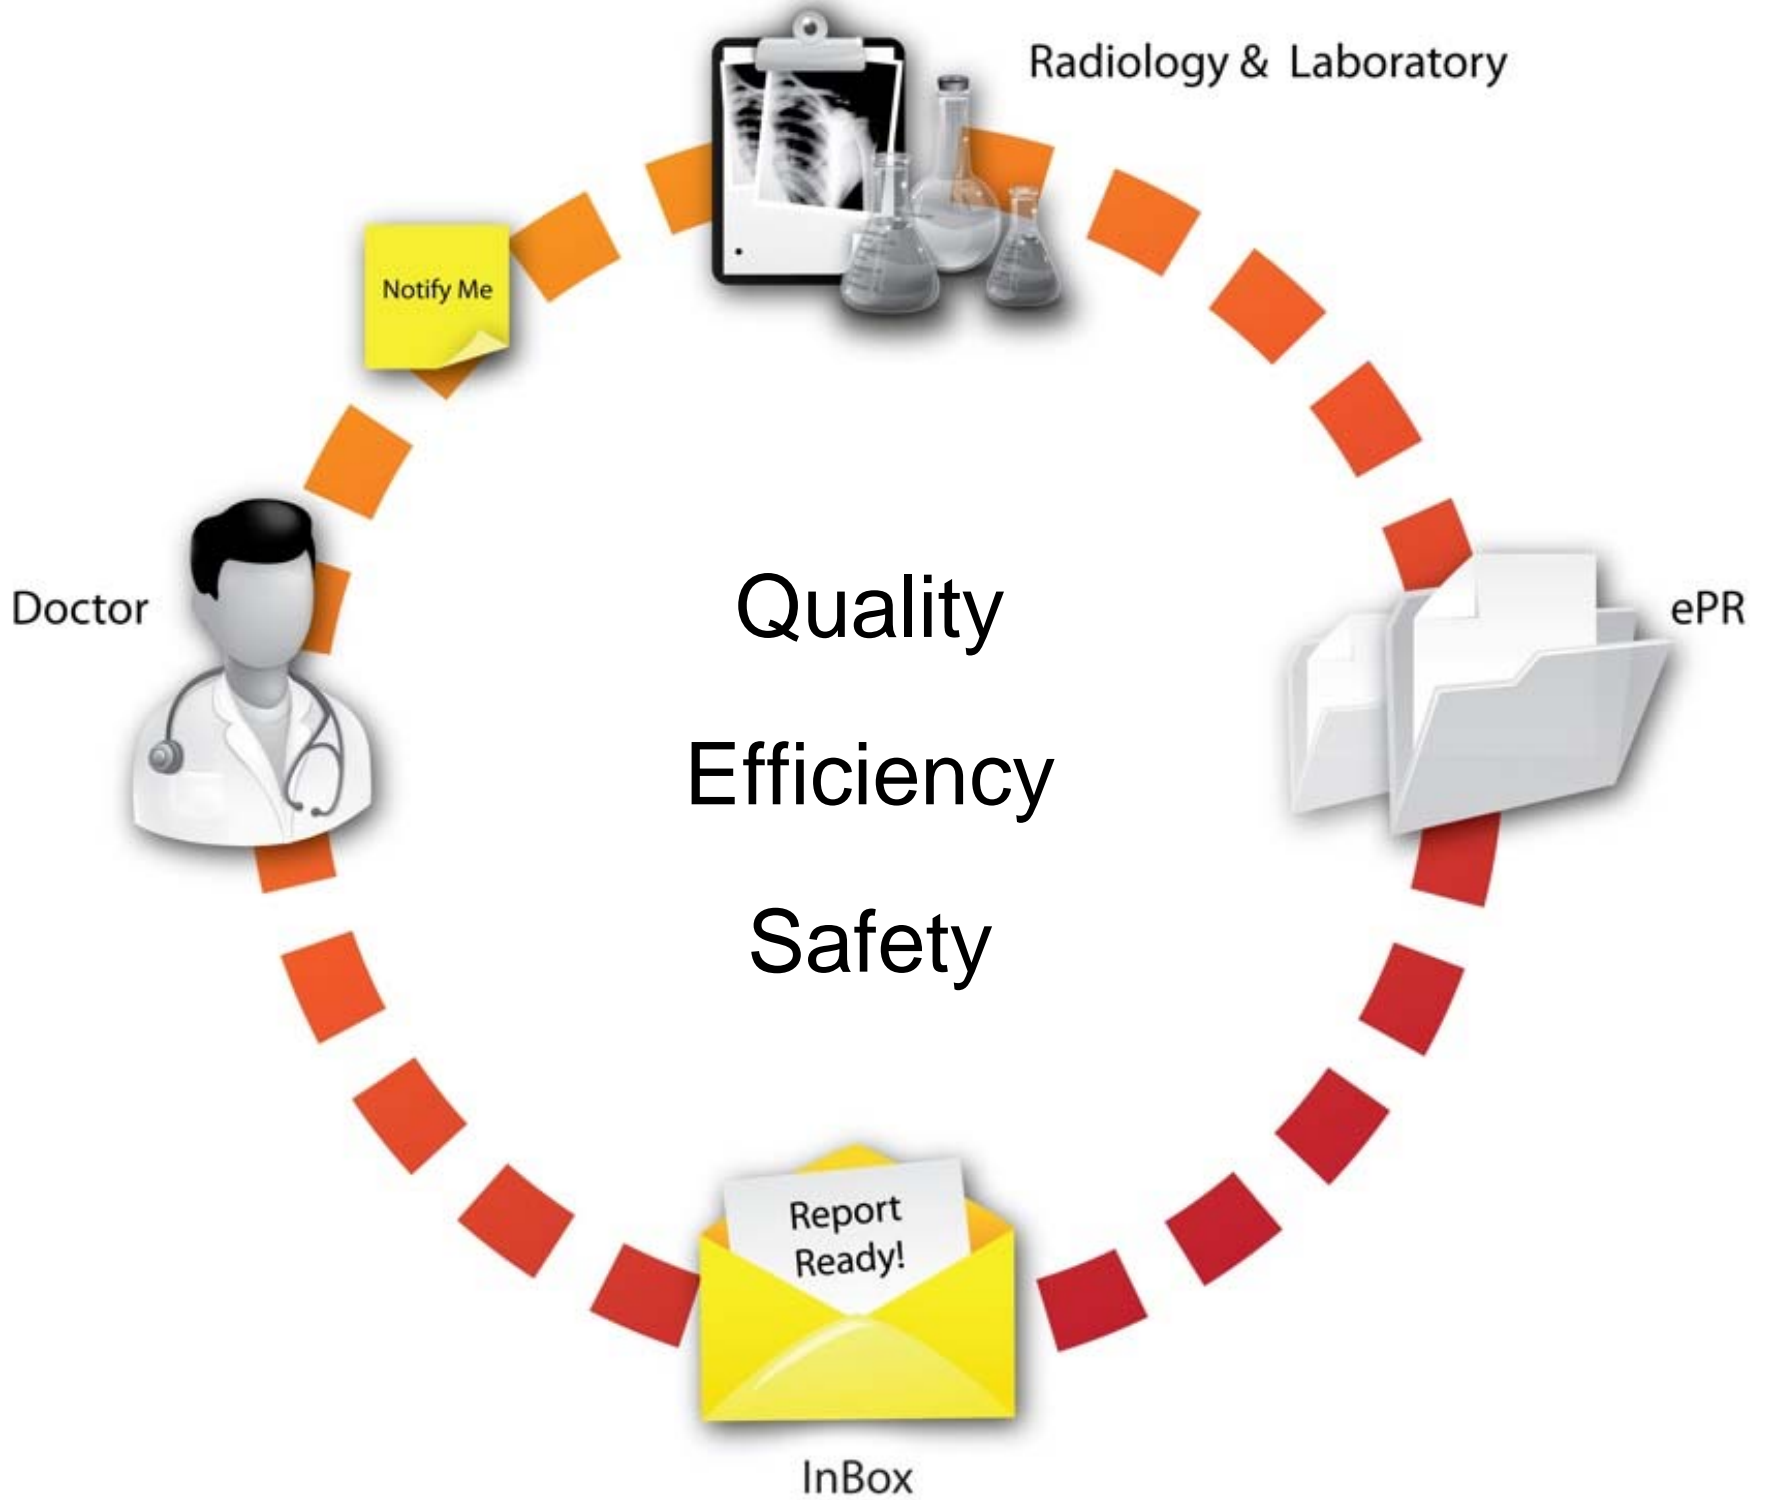 Radiology & Laboratory
Notify Me
Doctor
Quality
ePR
Efficiency
Safety
Report
Ready!
InBox